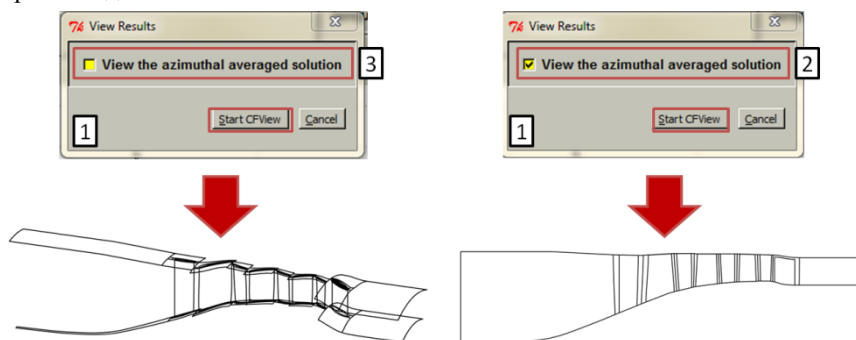 View Results
View the azimuthal averaged solution
3
Start CFView
Cancel
1
View Results
View the azimuthal averaged solution
2
Start CFView
Cancel
1